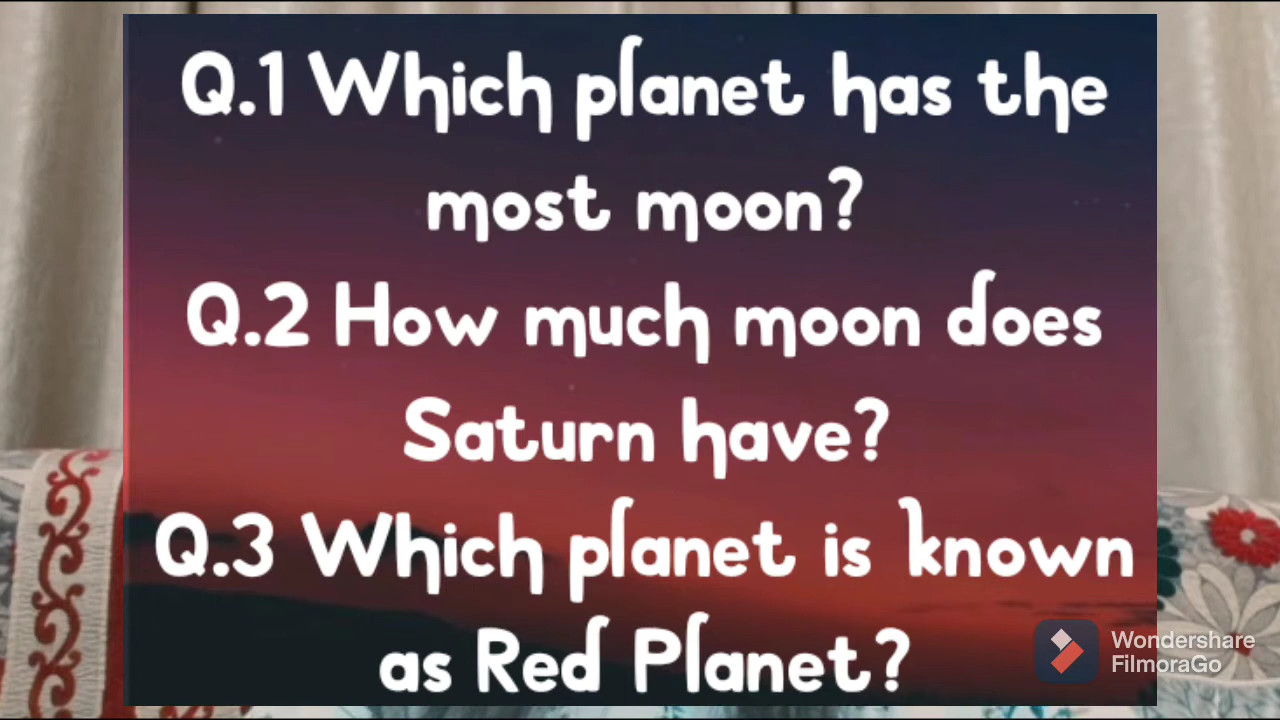 Q.1 Which planet has the
most moon?
Q.2 How much moon does
Saturn have?
Q.3 Which planet is known
as Red Planet?
Wondershare
FilmoraGo